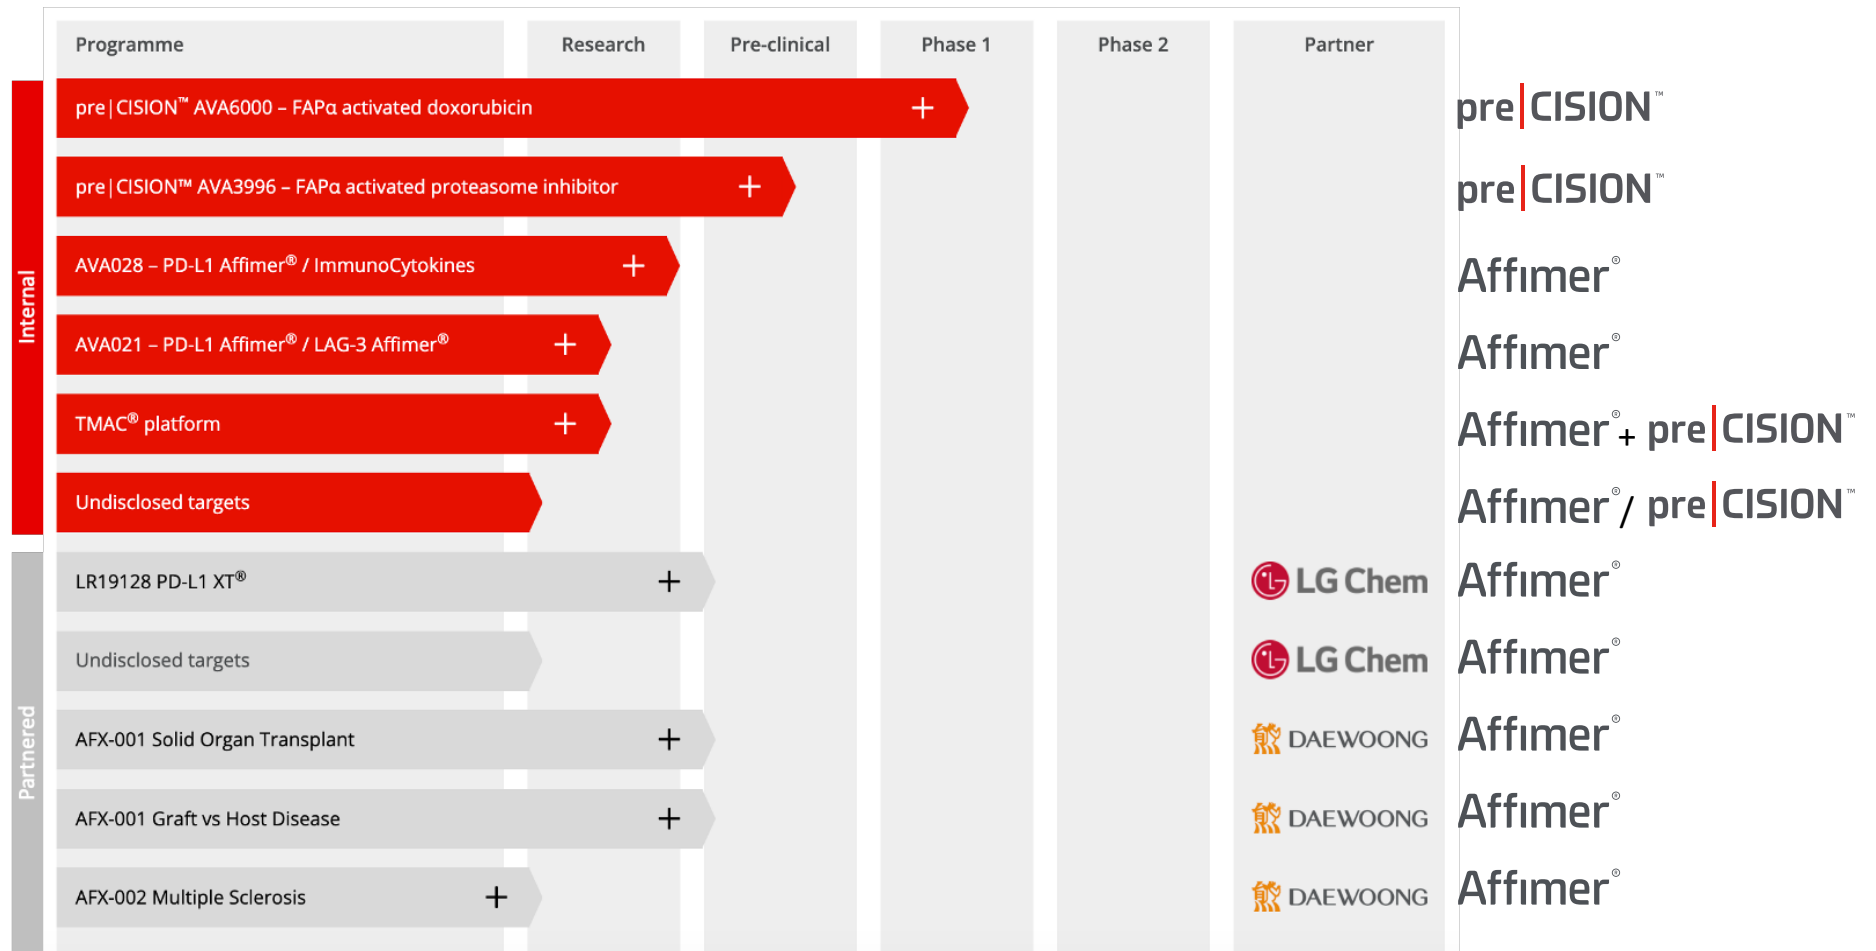 Programme Research Pre-clinical Phase 1 Phase 2 Partner
Internal
pre|CISION™ AVA6000 – FAPα activated doxorubicin + pre|CISION™
pre|CISION™ AVA3996 – FAPα activated proteasome inhibitor + pre|CISION™
AVA028 – PD-L1 Affimer® / ImmunoCytokines + Affimer®
AVA021 – PD-L1 Affimer® / LAG-3 Affimer® + Affimer®
TMAC® platform + Affimer® + pre|CISION™
Undisclosed targets Affimer® / pre|CISION™
Partnered
LR19128 PD-L1 XT® + LG Chem Affimer®
Undisclosed targets LG Chem Affimer®
AFX-001 Solid Organ Transplant + DAEWOONG Affimer®
AFX-001 Graft vs Host Disease + DAEWOONG Affimer®
AFX-002 Multiple Sclerosis + DAEWOONG Affimer®